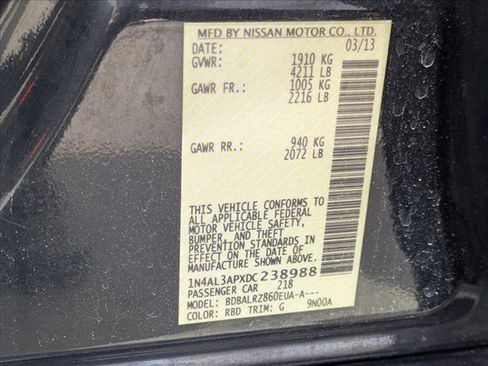 MFD BY NISSAN MOTOR CO., LTD.
DATE: 03/13
GVWR: 1910 KG
4211 LB
GAWR FR.: 1005 KG
2216 LB
GAWR RR.: 940 KG
2072 LB
THIS VEHICLE CONFORMS TO
ALL APPLICABLE FEDERAL
MOTOR VEHICLE SAFETY,
BUMPER, AND THEFT
PREVENTION STANDARDS IN
EFFECT ON THE DATE OF
MANUFACTURE SHOWN ABOVE.
1N4AL3APXDC238988
PASSENGER CAR 218
MODEL: BDBALRZ860EUA-A---
COLOR: RBD TRIM: G 9N00A